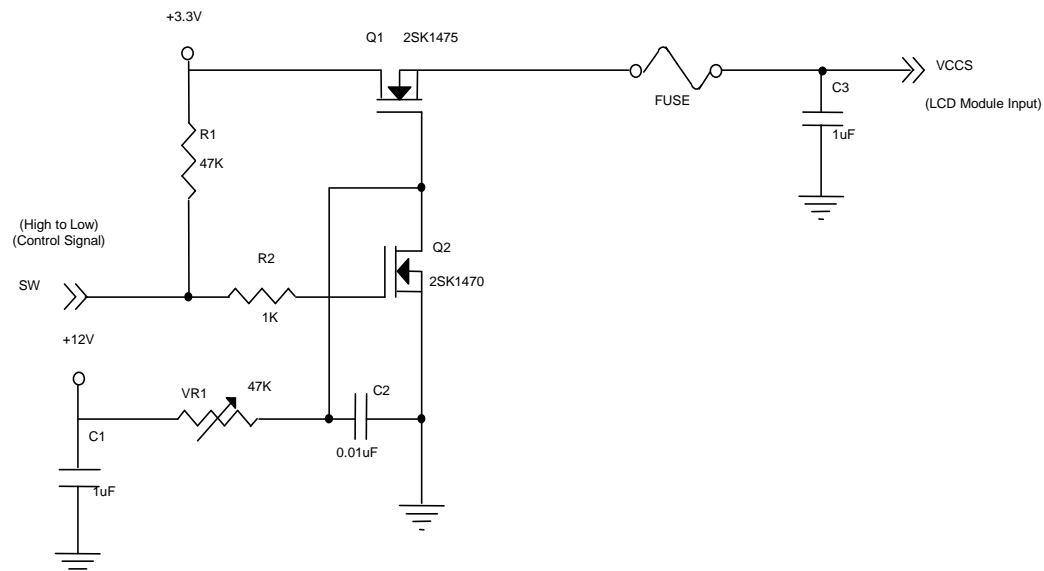 +3.3V
Q1 2SK1475
VCCS
FUSE
C3
(LCD Module Input)
R1
1uF
47K
(High to Low)
(Control Signal)
Q2
R2
2SK1470
SW
1K
+12V
VR1
47K
C2
C1
0.01uF
1uF